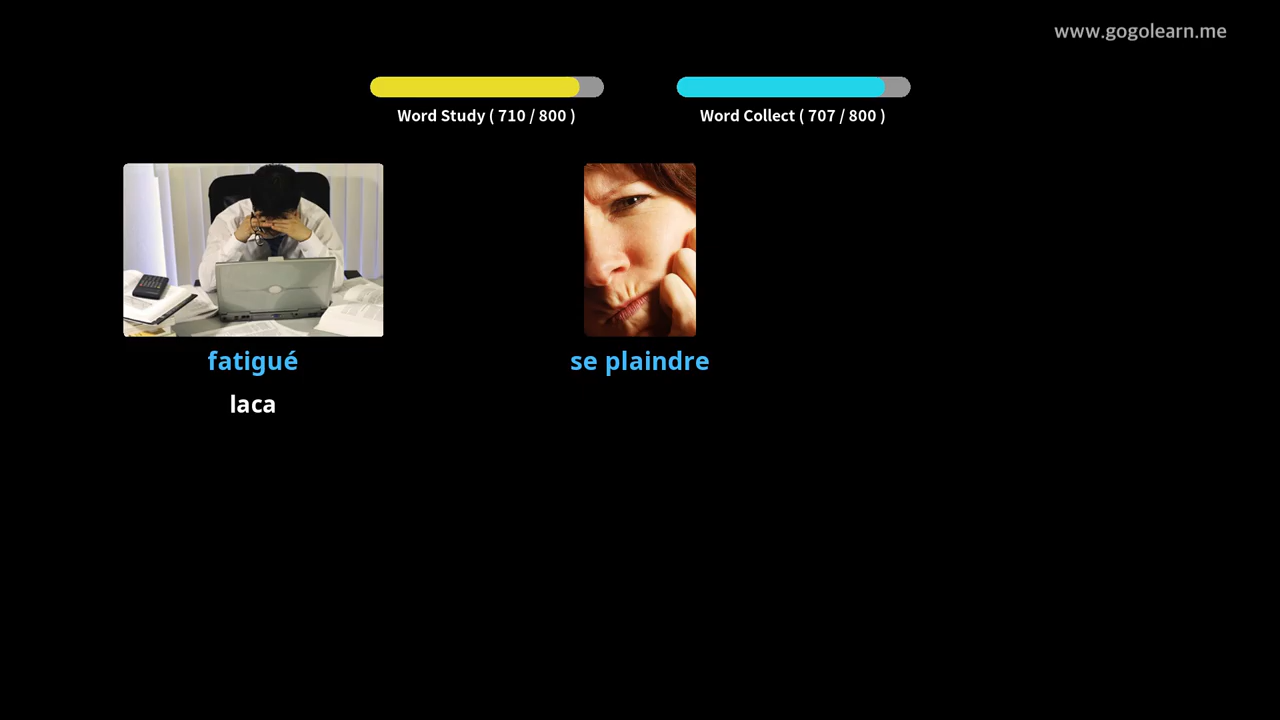 www.gogolearn.me
Word Study ( 710 / 800 )
Word Collect ( 707 / 800 )
fatigué
se plaindre
laca